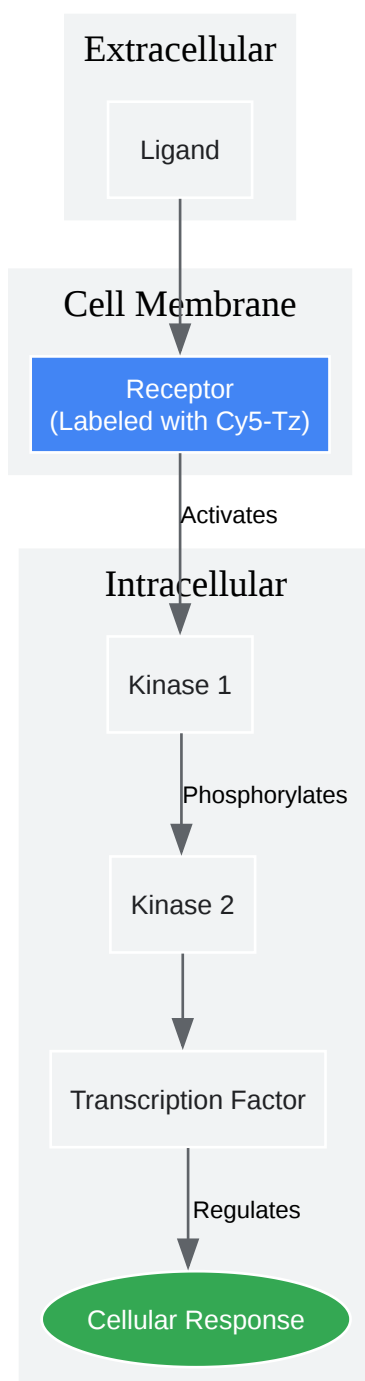 Extracellular
Ligand
Cell Membrane
Receptor
(Labeled with Cy5-Tz)
Activates
Intracellular
Kinase 1
Phosphorylates
Kinase 2
Transcription Factor
Regulates
Cellular Response